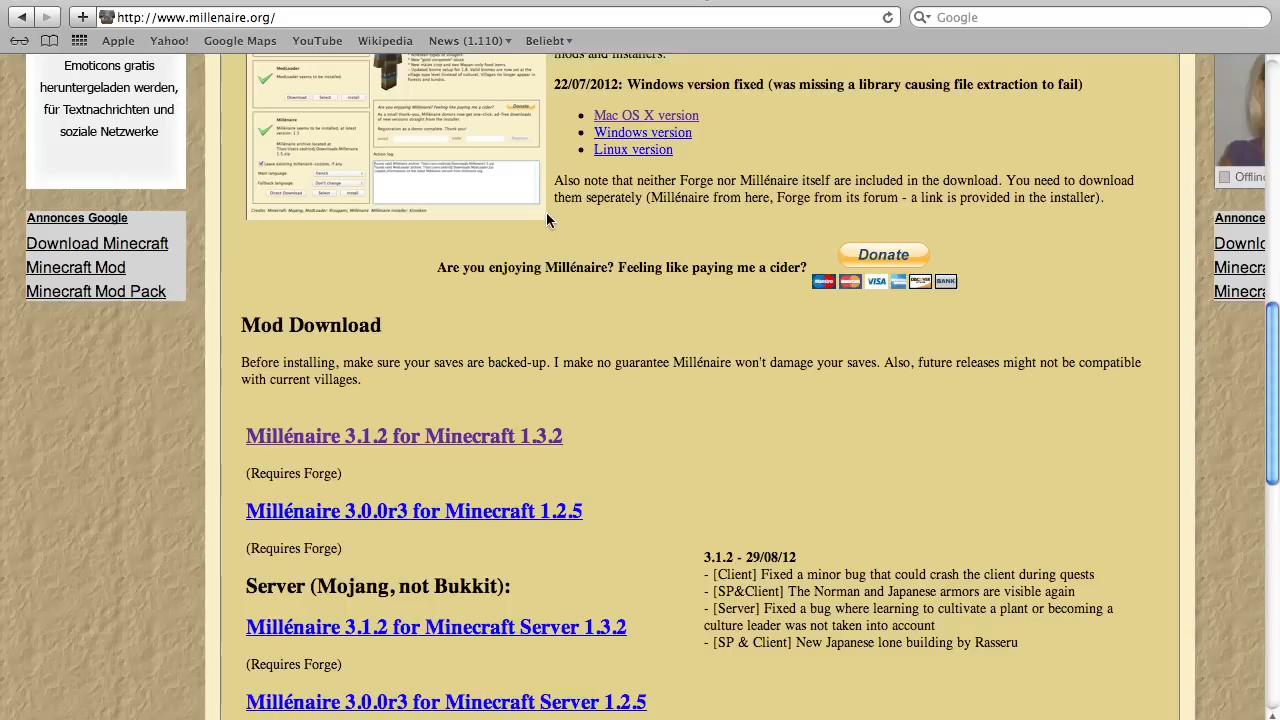 http://www.millenaire.org/
Google
Apple
Yahoo!
Google Maps
YouTube
Wikipedia
News (1.110)
Beliebt
Emoticons gratis
heruntergeladen werden,
für Nachrichten und
soziale Netzwerke
Annonces Google
Download Minecraft
Minecraft Mod
Minecraft Mod Pack
mods and installers.
22/07/2012: Windows version fixed (was missing a library causing file extraction to fail)
Mac OS X version
Windows version
Linux version
Also note that neither Forge nor Millénaire itself are included in the download. You need to download
them seperately (Millénaire from here, Forge from its forum - a link is provided in the installer).
Are you enjoying Millénaire? Feeling like paying me a cider?
Donate
VISA
BANK
Mod Download
Before installing, make sure your saves are backed-up. I make no guarantee Millénaire won't damage your saves. Also, future releases might not be compatible
with current villages.
Millénaire 3.1.2 for Minecraft 1.3.2
(Requires Forge)
Millénaire 3.0.0r3 for Minecraft 1.2.5
(Requires Forge)
Server (Mojang, not Bukkit):
Millénaire 3.1.2 for Minecraft Server 1.3.2
(Requires Forge)
Millénaire 3.0.0r3 for Minecraft Server 1.2.5
3.1.2 - 29/08/12
- [Client] Fixed a minor bug that could crash the client during quests
- [SP&Client] The Norman and Japanese armors are visible again
- [Server] Fixed a bug where learning to cultivate a plant or becoming a
culture leader was not taken into account
- [SP & Client] New Japanese lone building by Rasseru
Offlin
Annonce
Downlo
Minecra
Minecra